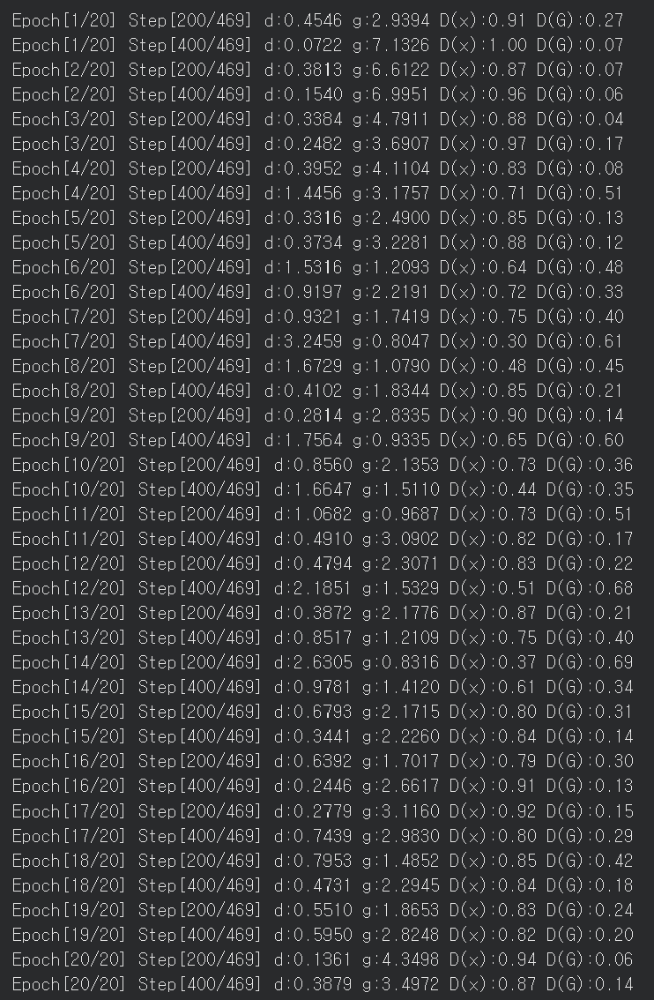 Epoch[1/20] Step[200/469] d:0.4546 g:2.9394 D(x):0.91 D(G):0.27
Epoch[1/20] Step[400/469] d:0.0722 g:7.1326 D(x):1.00 D(G):0.07
Epoch[2/20] Step[200/469] d:0.3813 g:6.6122 D(x):0.87 D(G):0.07
Epoch[2/20] Step[400/469] d:0.1540 g:6.9951 D(x):0.96 D(G):0.06
Epoch[3/20] Step[200/469] d:0.3384 g:4.7911 D(x):0.88 D(G):0.04
Epoch[3/20] Step[400/469] d:0.2482 g:3.6907 D(x):0.97 D(G):0.17
Epoch[4/20] Step[200/469] d:0.3952 g:4.1104 D(x):0.83 D(G):0.08
Epoch[4/20] Step[400/469] d:1.4456 g:3.1757 D(x):0.71 D(G):0.51
Epoch[5/20] Step[200/469] d:0.3316 g:2.4900 D(x):0.85 D(G):0.13
Epoch[5/20] Step[400/469] d:0.3734 g:3.2281 D(x):0.88 D(G):0.12
Epoch[6/20] Step[200/469] d:1.5316 g:1.2093 D(x):0.64 D(G):0.48
Epoch[6/20] Step[400/469] d:0.9197 g:2.2191 D(x):0.72 D(G):0.33
Epoch[7/20] Step[200/469] d:0.9321 g:1.7419 D(x):0.75 D(G):0.40
Epoch[7/20] Step[400/469] d:3.2459 g:0.8047 D(x):0.30 D(G):0.61
Epoch[8/20] Step[200/469] d:1.6729 g:1.0790 D(x):0.48 D(G):0.45
Epoch[8/20] Step[400/469] d:0.4102 g:1.8344 D(x):0.85 D(G):0.21
Epoch[9/20] Step[200/469] d:0.2814 g:2.8335 D(x):0.90 D(G):0.14
Epoch[9/20] Step[400/469] d:1.7564 g:0.9335 D(x):0.65 D(G):0.60
Epoch[10/20] Step[200/469] d:0.8560 g:2.1353 D(x):0.73 D(G):0.36
Epoch[10/20] Step[400/469] d:1.6647 g:1.5110 D(x):0.44 D(G):0.35
Epoch[11/20] Step[200/469] d:1.0682 g:0.9687 D(x):0.73 D(G):0.51
Epoch[11/20] Step[400/469] d:0.4910 g:3.0902 D(x):0.82 D(G):0.17
Epoch[12/20] Step[200/469] d:0.4794 g:2.3071 D(x):0.83 D(G):0.22
Epoch[12/20] Step[400/469] d:2.1851 g:1.5329 D(x):0.51 D(G):0.68
Epoch[13/20] Step[200/469] d:0.3872 g:2.1776 D(x):0.87 D(G):0.21
Epoch[13/20] Step[400/469] d:0.8517 g:1.2109 D(x):0.75 D(G):0.40
Epoch[14/20] Step[200/469] d:2.6305 g:0.8316 D(x):0.37 D(G):0.69
Epoch[14/20] Step[400/469] d:0.9781 g:1.4120 D(x):0.61 D(G):0.34
Epoch[15/20] Step[200/469] d:0.6793 g:2.1715 D(x):0.80 D(G):0.31
Epoch[15/20] Step[400/469] d:0.3441 g:2.2260 D(x):0.84 D(G):0.14
Epoch[16/20] Step[200/469] d:0.6392 g:1.7017 D(x):0.79 D(G):0.30
Epoch[16/20] Step[400/469] d:0.2446 g:2.6617 D(x):0.91 D(G):0.13
Epoch[17/20] Step[200/469] d:0.2779 g:3.1160 D(x):0.92 D(G):0.15
Epoch[17/20] Step[400/469] d:0.7439 g:2.9830 D(x):0.80 D(G):0.29
Epoch[18/20] Step[200/469] d:0.7953 g:1.4852 D(x):0.85 D(G):0.42
Epoch[18/20] Step[400/469] d:0.4731 g:2.2945 D(x):0.84 D(G):0.18
Epoch[19/20] Step[200/469] d:0.5510 g:1.8653 D(x):0.83 D(G):0.24
Epoch[19/20] Step[400/469] d:0.5950 g:2.8248 D(x):0.82 D(G):0.20
Epoch[20/20] Step[200/469] d:0.1361 g:4.3498 D(x):0.94 D(G):0.06
Epoch[20/20] Step[400/469] d:0.3879 g:3.4972 D(x):0.87 D(G):0.14